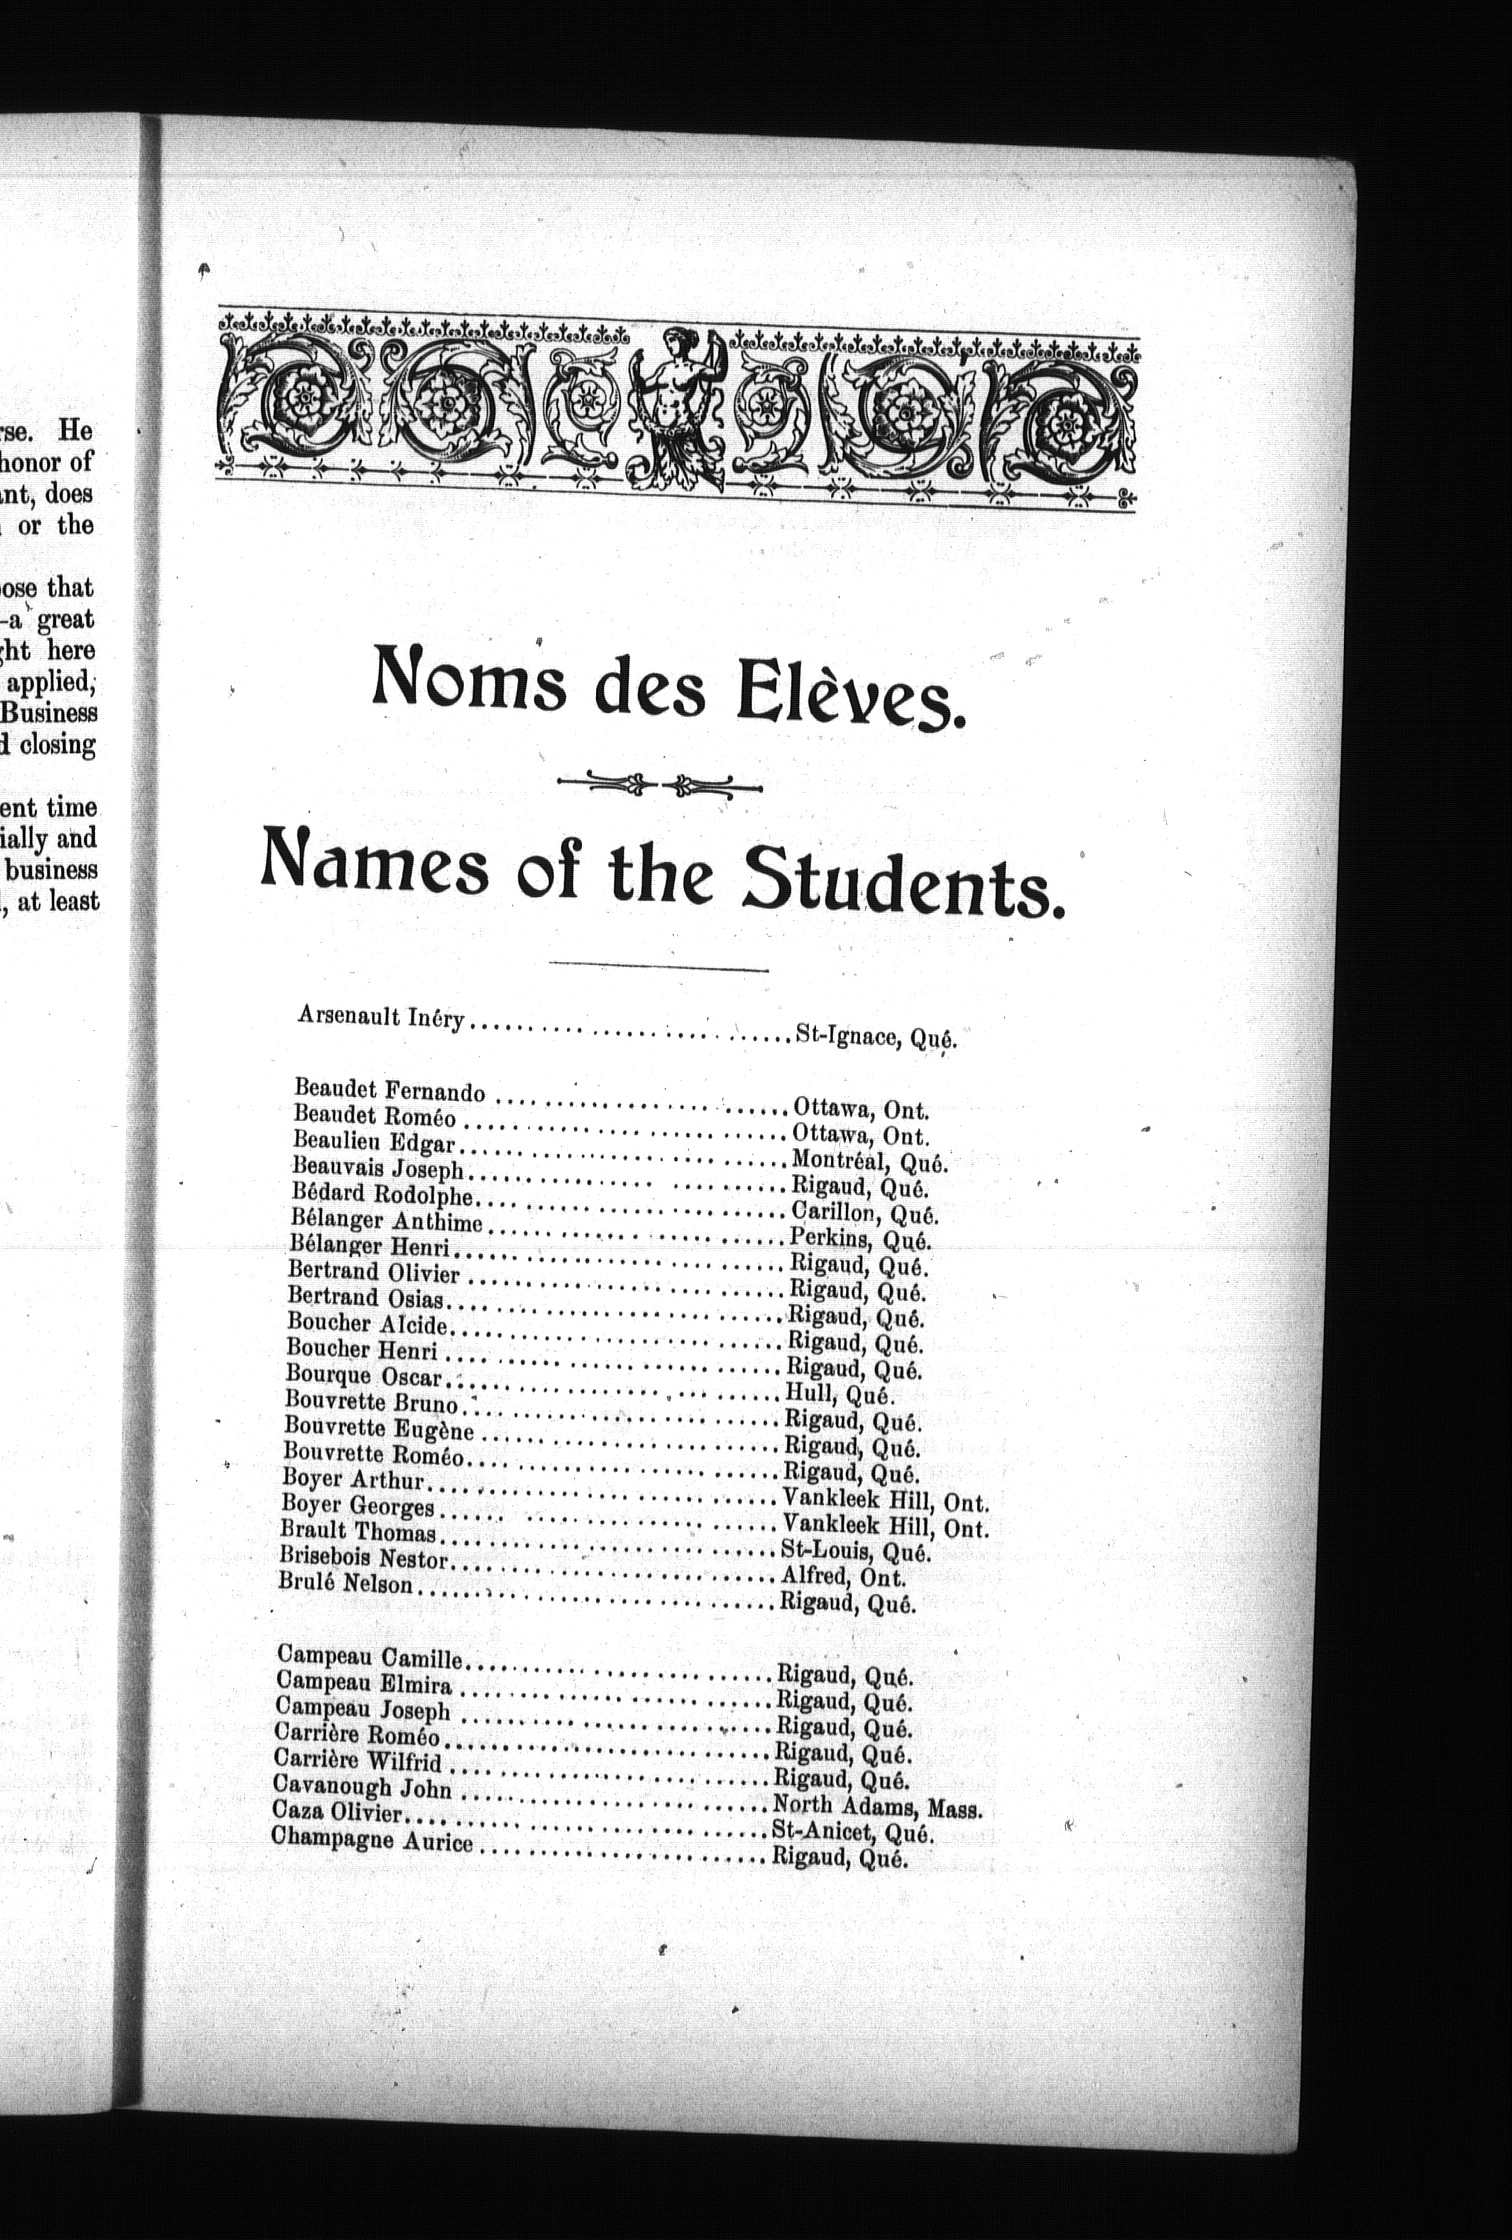 rse. He
honor of
ant, does
or the
ose that
-a great
ght here
applied,
Business
d closing
ent time
ially and
business
, at least
Noms des Elèves.
Names of the Students.
Arsenault Inéry.............................St-Ignace, Qué.
Beaudet Fernando ............................Ottawa, Ont.
Beaudet Roméo ............................Ottawa, Ont.
Beaulieu Edgar............................Montréal, Qué.
Beauvais Joseph............................Rigaud, Qué.
Bédard Rodolphe............................Carillon, Qué.
Bélanger Anthime ............................Perkins, Qué.
Bélanger Henri............................Rigaud, Qué.
Bertrand Olivier ............................Rigaud, Qué.
Bertrand Osias............................Rigaud, Qué.
Boucher Alcide............................Rigaud, Qué.
Boucher Henri ............................Rigaud, Qué.
Bourque Oscar............................Hull, Qué.
Bouvrette Bruno............................Rigaud, Qué.
Bouvrette Eugène ............................Rigaud, Qué.
Bouvrette Roméo............................Rigaud, Qué.
Boyer Arthur............................Vankleek Hill, Ont.
Boyer Georges............................Vankleek Hill, Ont.
Brault Thomas............................St-Louis, Qué.
Brisebois Nestor............................Alfred, Ont.
Brulé Nelson............................Rigaud, Qué.
Campeau Camille............................Rigaud, Qué.
Campeau Elmira ............................Rigaud, Qué.
Campeau Joseph ............................Rigaud, Qué.
Carrière Roméo............................Rigaud, Qué.
Carrière Wilfrid ............................Rigaud, Qué.
Cavanough John ............................North Adams, Mass.
Caza Olivier............................St-Anicet, Qué.
Champagne Aurice ............................Rigaud, Qué.